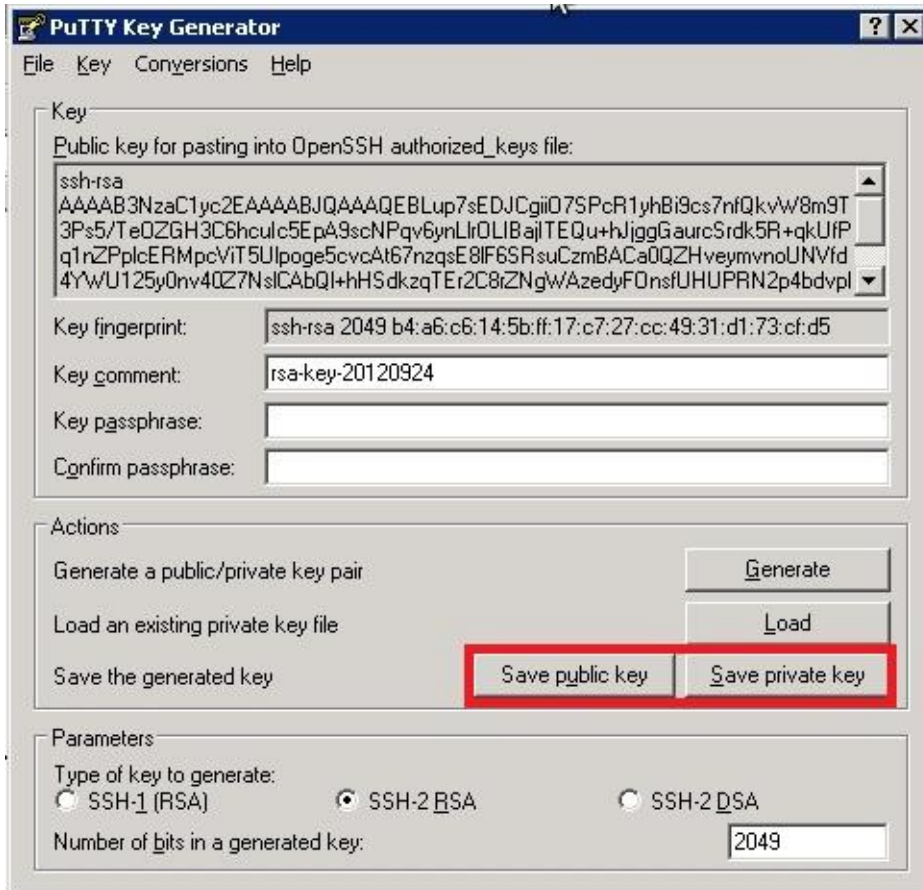 PuTTY Key Generator
File Key Conversions Help
Key
Public key for pasting into OpenSSH authorized_keys file:
ssh-rsa
AAAAB3NzaC1yc2EAAAABJQAAAQEBLup7sEDJCgiiO7SPcR1yhBi9cs7nfQkvW8m9T
3Ps5/TeOZGH3C6hculc5EpA9scNPqv6ynLlrOLIBajlTEQu+hJjggGaurcSrdk5R+qkUfP
q1nZPplcERMpcViT5Ulpoge5cvcAt67nzqsE8lF6SRsuCzmBACa0QZHveymvnoUNVfd
4YWU125y0nv40Z7NslCAbQI+hHSdkzqTEr2C8rZNgWAzedyFOnsfUHUPRN2p4bdvpl
Key fingerprint:
ssh-rsa 2049 b4:a6:c6:14:5b:ff:17:c7:27:cc:49:31:d1:73:cf:d5
Key comment:
rsa-key-20120924
Key passphrase:
Confirm passphrase:
Actions
Generate a public/private key pair
Generate
Load an existing private key file
Load
Save the generated key
Save public key
Save private key
Parameters
Type of key to generate:
SSH-1 (RSA)
SSH-2 RSA
SSH-2 DSA
Number of bits in a generated key:
2049